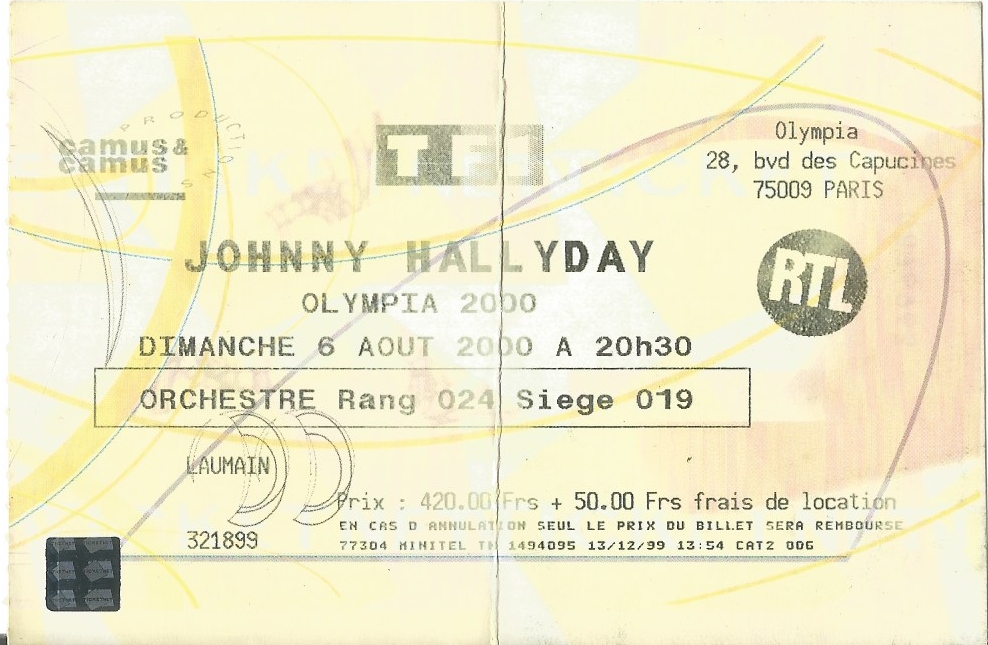 camus&
camus
PRODUCTIONS
TF1
Olympia
28, bvd des Capucines
75009 PARIS
JOHNNY HALLYDAY
RTL
OLYMPIA 2000
DIMANCHE 6 AOUT 2000 A 20h30
ORCHESTRE Rang 024 Siege 019
LAUMAIN
Prix : 420.00 Frs + 50.00 Frs frais de location
EN CAS D ANNULATION SEUL LE PRIX DU BILLET SERA REMBOURSE
321899
77304 MINITEL TM 1494095 13/12/99 13:54 CAT2 006